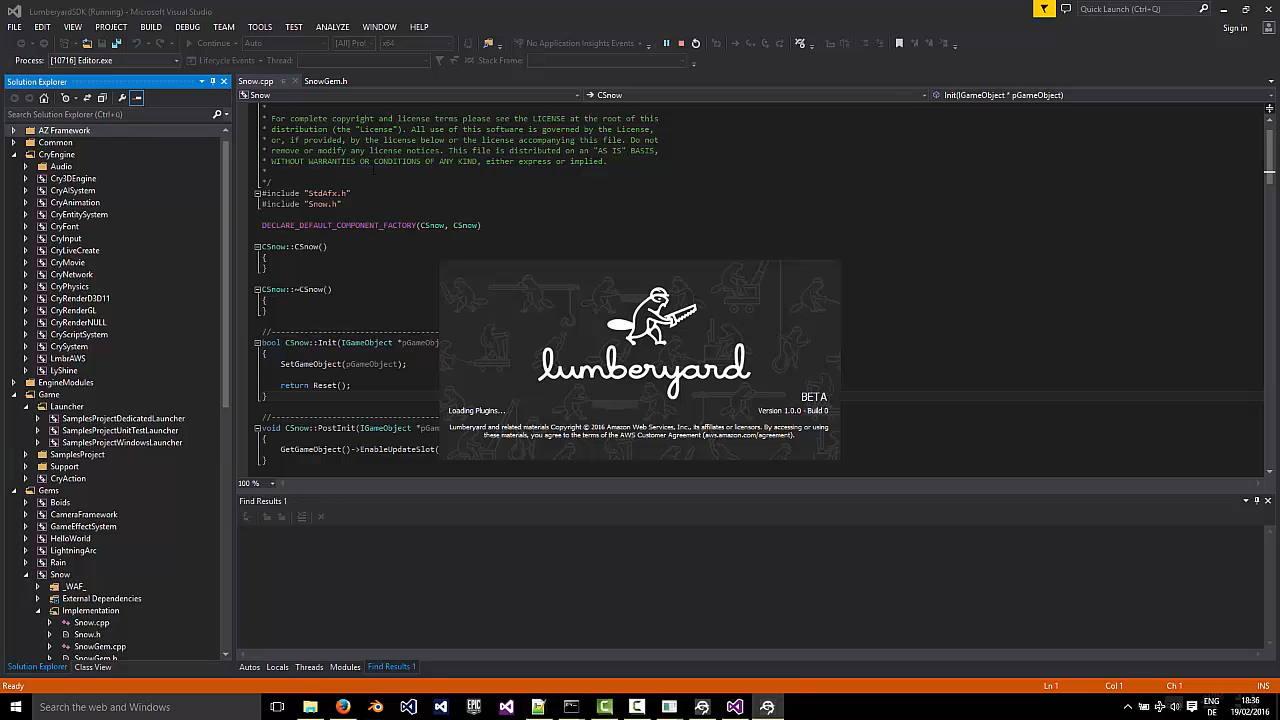 LumberyardSDK (Running) - Microsoft Visual Studio
Quick Launch (Ctrl+Q)
FILE EDIT VIEW PROJECT BUILD DEBUG TEAM TOOLS TEST ANALYZE WINDOW HELP
Sign in
Continue Auto [All] Pro! x64 No Application Insights Events
Process: [10716] Editor.exe Lifecycle Events Thread: Stack Frame:
Solution Explorer
Snow.cpp SnowGem.h
Snow CSnow Init(IGameObject * pGameObject)
Search Solution Explorer (Ctrl+ü)
AZ Framework
Common
CryEngine
Audio
Cry3DEngine
CryAISystem
CryAnimation
CryEntitySystem
CryFont
CryInput
CryLiveCreate
CryMovie
CryNetwork
CryPhysics
CryRenderD3D11
CryRenderGL
CryRenderNULL
CryScriptSystem
CrySystem
LmbrAWS
LyShine
EngineModules
Game
Launcher
SamplesProjectDedicatedLauncher
SamplesProjectUnitTestLauncher
SamplesProjectWindowsLauncher
SamplesProject
Support
CryAction
Gems
Boids
CameraFramework
GameEffectSystem
HelloWorld
LightningArc
Rain
Snow
_WAF_
External Dependencies
Implementation
Snow.cpp
Snow.h
SnowGem.cpp
SnowGem.h
Solution Explorer Class View
*
* For complete copyright and license terms please see the LICENSE at the root of this
* distribution (the "License"). All use of this software is governed by the License,
* or, if provided, by the license below or the license accompanying this file. Do not
* remove or modify any license notices. This file is distributed on an "AS IS" BASIS,
* WITHOUT WARRANTIES OR CONDITIONS OF ANY KIND, either express or implied.
*
*/
#include "StdAfx.h"
#include "Snow.h"
DECLARE_DEFAULT_COMPONENT_FACTORY(CSnow, CSnow)
CSnow::CSnow()
{
}
CSnow::~CSnow()
{
}
//------------------------------------
bool CSnow::Init(IGameObject *pGameObj
{
SetGameObject(pGameObject);
return Reset();
}
//------------------------------------
void CSnow::PostInit(IGameObject *pGam
{
GetGameObject()->EnableUpdateSlot(
}
lumberyard
BETA
Loading Plugins... Version 1.0.0 - Build 0
Lumberyard and related materials Copyright © 2016 Amazon Web Services, Inc., its affiliates or licensors. By accessing or using
these materials, you agree to the terms of the AWS Customer Agreement (aws.amazon.com/agreement).
100 %
Find Results 1
Autos Locals Threads Modules Find Results 1
Ready Ln 1 Col 1 Ch 1 INS
Search the web and Windows
ENG 18:36
DE 19/02/2016